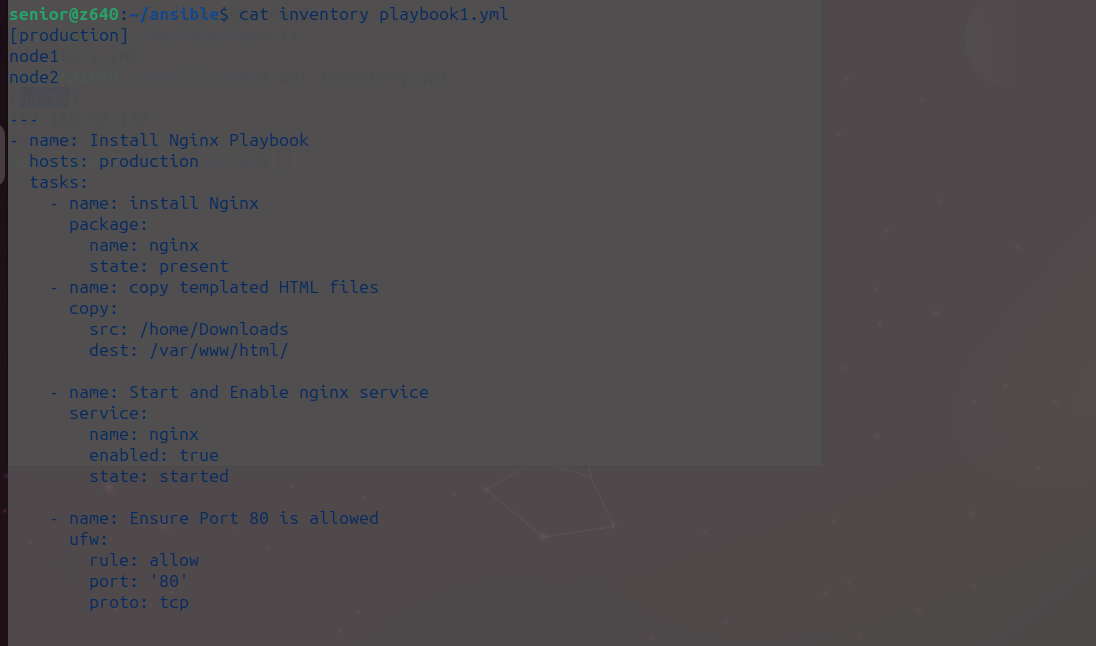 senior@z640:~/ansible$ cat inventory playbook1.yml
[production]
node1
node2
---
- name: Install Nginx Playbook
  hosts: production
  tasks:
    - name: install Nginx
      package:
        name: nginx
        state: present
    - name: copy templated HTML files
      copy:
        src: /home/Downloads
        dest: /var/www/html/

    - name: Start and Enable nginx service
      service:
        name: nginx
        enabled: true
        state: started

    - name: Ensure Port 80 is allowed
      ufw:
        rule: allow
        port: '80'
        proto: tcp